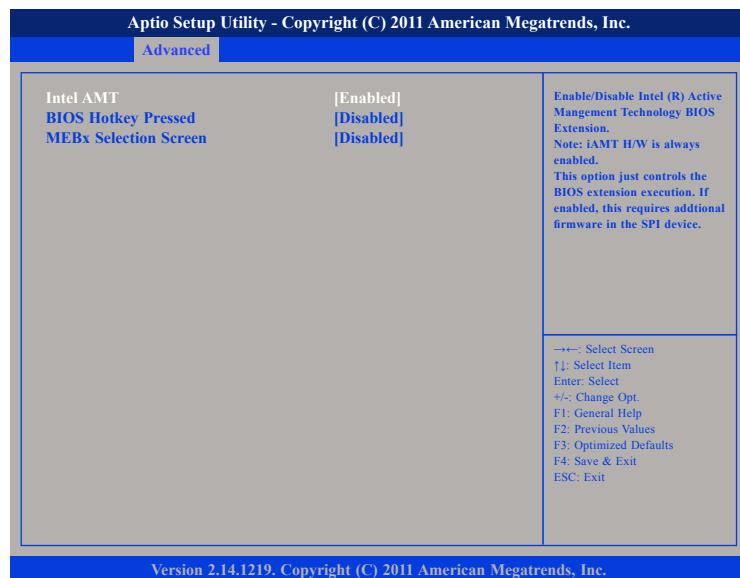 Aptio Setup Utility - Copyright (C) 2011 American Megatrends, Inc.
Advanced
Intel AMT [Enabled]
BIOS Hotkey Pressed [Disabled]
MEBx Selection Screen [Disabled]
Enable/Disable Intel (R) Active
Mangement Technology BIOS
Extension.
Note: iAMT H/W is always
enabled.
This option just controls the
BIOS extension execution. If
enabled, this requires addtional
firmware in the SPI device.
→←: Select Screen
↑↓: Select Item
Enter: Select
+/-: Change Opt.
F1: General Help
F2: Previous Values
F3: Optimized Defaults
F4: Save & Exit
ESC: Exit
Version 2.14.1219. Copyright (C) 2011 American Megatrends, Inc.